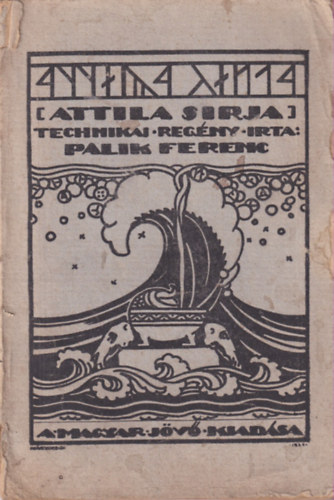 [ATTILA SIRJA]
TECHNIKAI·REGÉNY·IRTA:
PALIK FERENC
A·MAGYAR·JÖVŐ·KIADÁSA